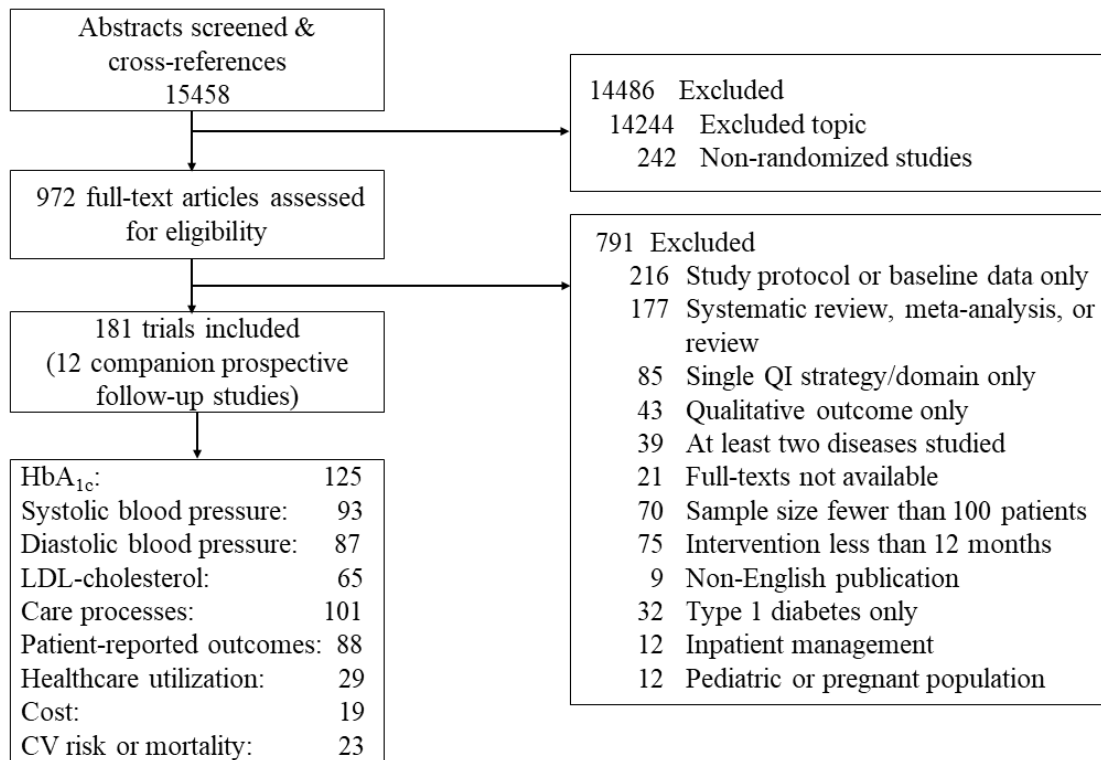 Abstracts screened &
cross-references
15458
14486 Excluded
14244 Excluded topic
242 Non-randomized studies
972 full-text articles assessed
for eligibility
791 Excluded
216 Study protocol or baseline data only
177 Systematic review, meta-analysis, or
review
85 Single QI strategy/domain only
43 Qualitative outcome only
39 At least two diseases studied
21 Full-texts not available
70 Sample size fewer than 100 patients
75 Intervention less than 12 months
9 Non-English publication
32 Type 1 diabetes only
12 Inpatient management
12 Pediatric or pregnant population
181 trials included
(12 companion prospective
follow-up studies)
HbA1c: 125
Systolic blood pressure: 93
Diastolic blood pressure: 87
LDL-cholesterol: 65
Care processes: 101
Patient-reported outcomes: 88
Healthcare utilization: 29
Cost: 19
CV risk or mortality: 23